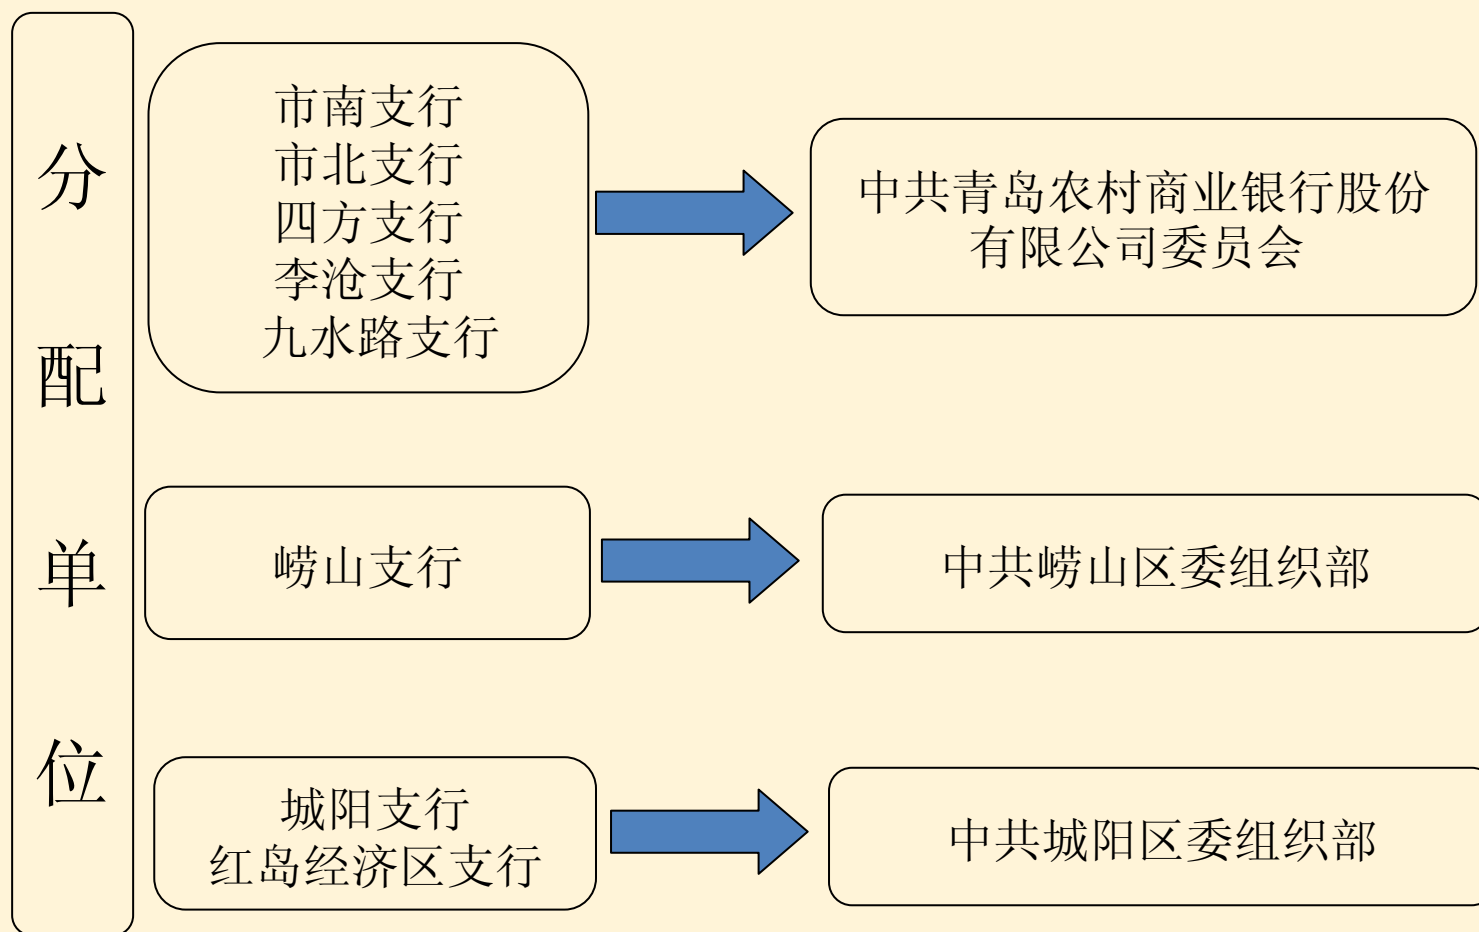 分
配
单
位
市南支行
市北支行
四方支行
李沧支行
九水路支行
中共青岛农村商业银行股份
有限公司委员会
崂山支行
中共崂山区委组织部
城阳支行
红岛经济区支行
中共城阳区委组织部